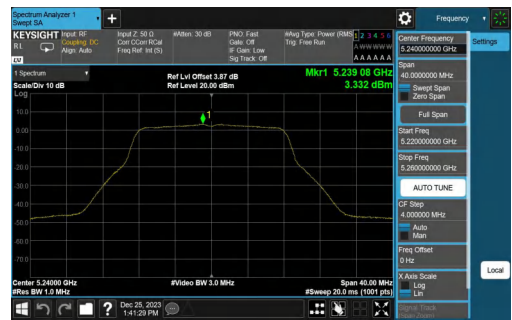 Spectrum Analyzer 1
Swept SA
Frequency
KEYSIGHT
Input: RF
Input Z: 50 Ω
#Atten: 30 dB
PNO: Fast
#Avg Type: Power (RMS
1 2 3 4 5 6
RL
Coupling: DC
Corr CCorr RCal
Gate: Off
Trig: Free Run
A WWWWW
Align: Auto
Freq Ref: Int (S)
IF Gain: Low
Sig Track: Off
A A A A A A
LV
1 Spectrum
Ref Lvl Offset 3.87 dB
Mkr1 5.239 08 GHz
Scale/Div 10 dB
Ref Level 20.00 dBm
3.332 dBm
Log
1
10.0
0.00
-10.0
-20.0
-30.0
-40.0
-50.0
-60.0
-70.0
Center 5.24000 GHz
#Video BW 3.0 MHz
Span 40.00 MHz
#Res BW 1.0 MHz
#Sweep 20.0 ms (1001 pts)
Dec 25, 2023
1:41:29 PM
Center Frequency
5.240000000 GHz
Settings
Span
40.0000000 MHz
Swept Span
Zero Span
Full Span
Start Freq
5.220000000 GHz
Stop Freq
5.260000000 GHz
AUTO TUNE
CF Step
4.000000 MHz
Auto
Man
Freq Offset
0 Hz
X Axis Scale
Log
Lin
Local
Signal Track